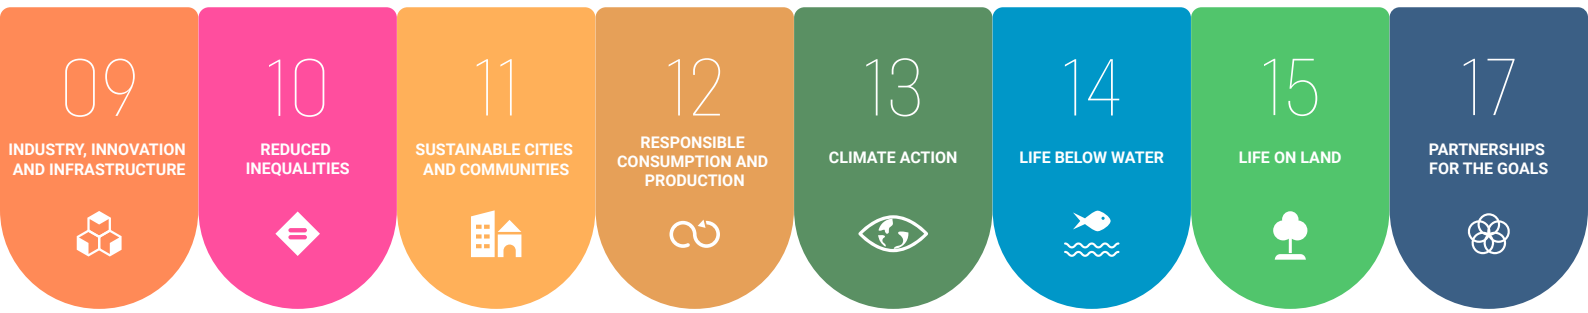 09
INDUSTRY, INNOVATION
AND INFRASTRUCTURE
10
REDUCED
INEQUALITIES
11
SUSTAINABLE CITIES
AND COMMUNITIES
12
RESPONSIBLE
CONSUMPTION AND
PRODUCTION
13
CLIMATE ACTION
14
LIFE BELOW WATER
15
LIFE ON LAND
17
PARTNERSHIPS
FOR THE GOALS